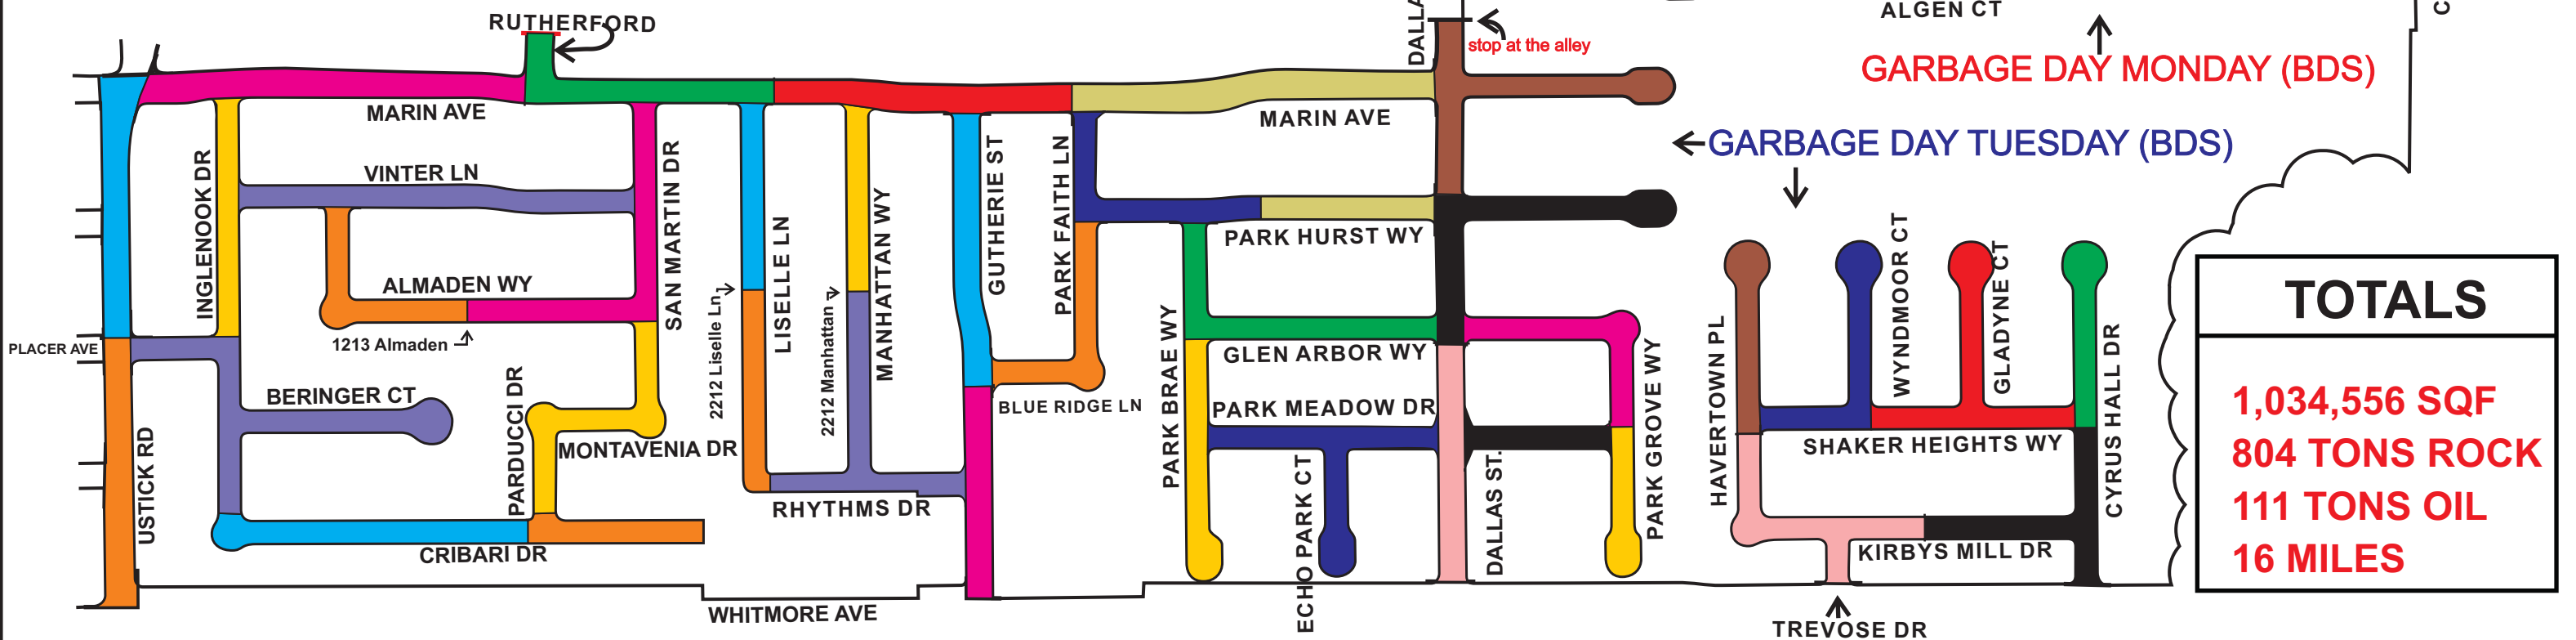 RUTHERFORD
DALLA
stop at the alley
ALGEN CT
C
GARBAGE DAY MONDAY (BDS)
MARIN AVE
MARIN AVE
GARBAGE DAY TUESDAY (BDS)
VINTER LN
INGLENOOK DR
SAN MARTIN DR
LISELLE LN
MANHATTAN WY
GUTHERIE ST
PARK FAITH LN
PARK HURST WY
ALMADEN WY
1213 Almaden
PLACER AVE
2212 Liselle Ln
2212 Manhattan
BERINGER CT
PARDUCCI DR
MONTAVENIA DR
BLUE RIDGE LN
PARK BRAE WY
GLEN ARBOR WY
PARK MEADOW DR
PARK GROVE WY
HAVERTOWN PL
WYNDMOOR CT
GLADYNE CT
CYRUS HALL DR
SHAKER HEIGHTS WY
USTICK RD
CRIBARI DR
RHYTHMS DR
ECHO PARK CT
DALLAS ST.
KIRBYS MILL DR
WHITMORE AVE
TREVOSE DR
TOTALS
1,034,556 SQF
804 TONS ROCK
111 TONS OIL
16 MILES